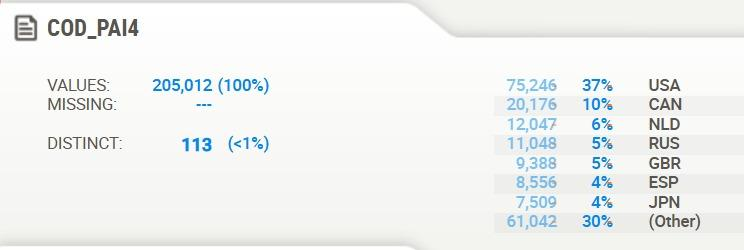 COD_PAI4
VALUES: 205,012 (100%)
MISSING: ---
DISTINCT: 113 (<1%)
75,246 37% USA
20,176 10% CAN
12,047 6% NLD
11,048 5% RUS
9,388 5% GBR
8,556 4% ESP
7,509 4% JPN
61,042 30% (Other)